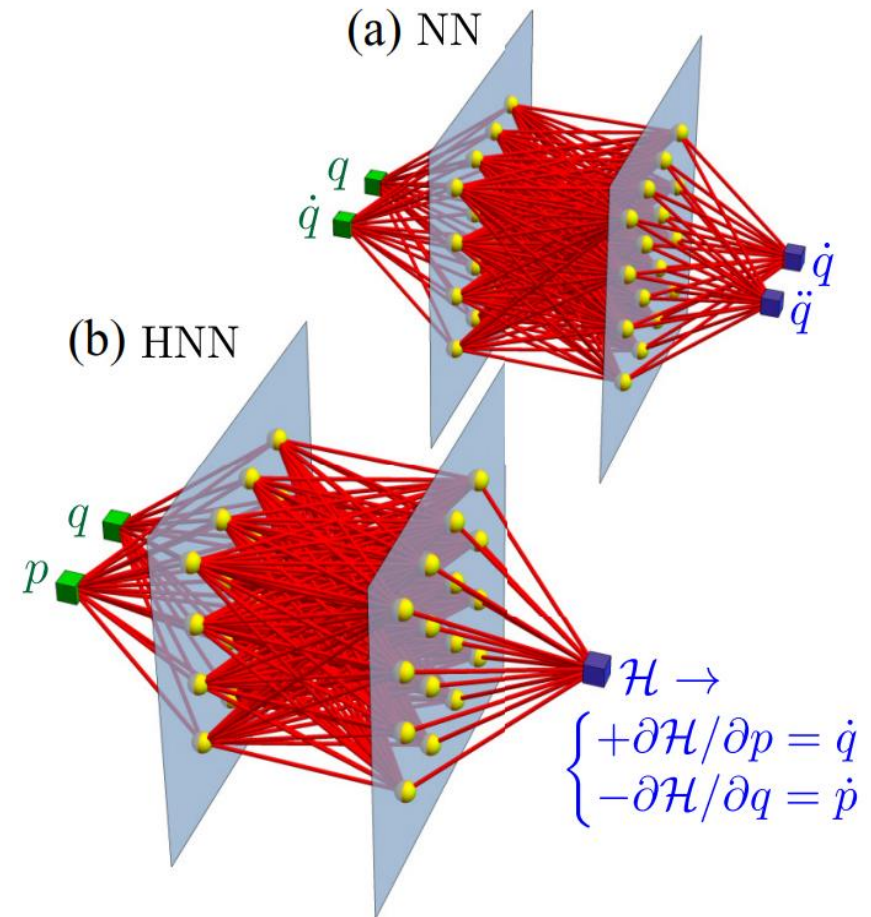 (a) NN
q
q̇
q̇
q̈
(b) HNN
q
p
ℋ →
{ +∂ℋ/∂p = q̇
−∂ℋ/∂q = ṗ